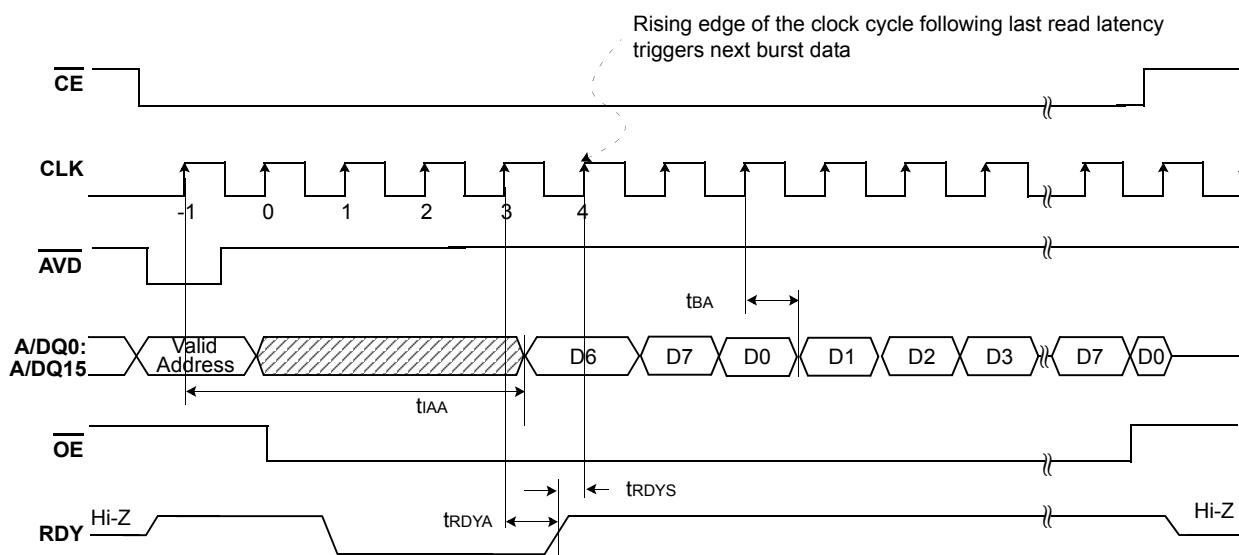 Rising edge of the clock cycle following last read latency
triggers next burst data
CE
CLK
-1 0 1 2 3 4
AVD
tBA
A/DQ0:
A/DQ15
Valid
Address
D6 D7 D0 D1 D2 D3 D7 D0
tIAA
OE
tRDYS
Hi-Z
tRDYA
Hi-Z
RDY